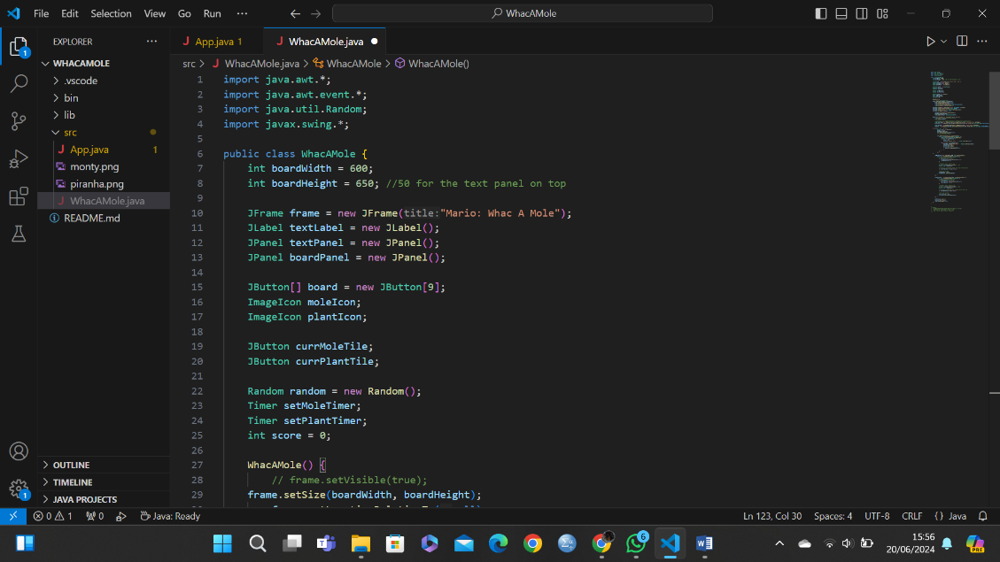 File Edit Selection View Go Run ··· WhacAMole
EXPLORER ···
App.java 1 WhacAMole.java
src > WhacAMole.java > WhacAMole > WhacAMole()
WHACAMOLE
.vscode
bin
lib
src
App.java 1
monty.png
piranha.png
WhacAMole.java
README.md
OUTLINE
TIMELINE
JAVA PROJECTS
1
1
1 import java.awt.*;
2 import java.awt.event.*;
3 import java.util.Random;
4 import javax.swing.*;
5
6 public class WhacAMole {
7 int boardWidth = 600;
8 int boardHeight = 650; //50 for the text panel on top
9
10 JFrame frame = new JFrame(title:"Mario: Whac A Mole");
11 JLabel textLabel = new JLabel();
12 JPanel textPanel = new JPanel();
13 JPanel boardPanel = new JPanel();
14
15 JButton[] board = new JButton[9];
16 ImageIcon moleIcon;
17 ImageIcon plantIcon;
18
19 JButton currMoleTile;
20 JButton currPlantTile;
21
22 Random random = new Random();
23 Timer setMoleTimer;
24 Timer setPlantTimer;
25 int score = 0;
26
27 WhacAMole() {
28 // frame.setVisible(true);
29 frame.setSize(boardWidth, boardHeight);
0 1 0 Java: Ready Ln 123, Col 30 Spaces: 4 UTF-8 CRLF {} Java
6 15:56
20/06/2024 PRE